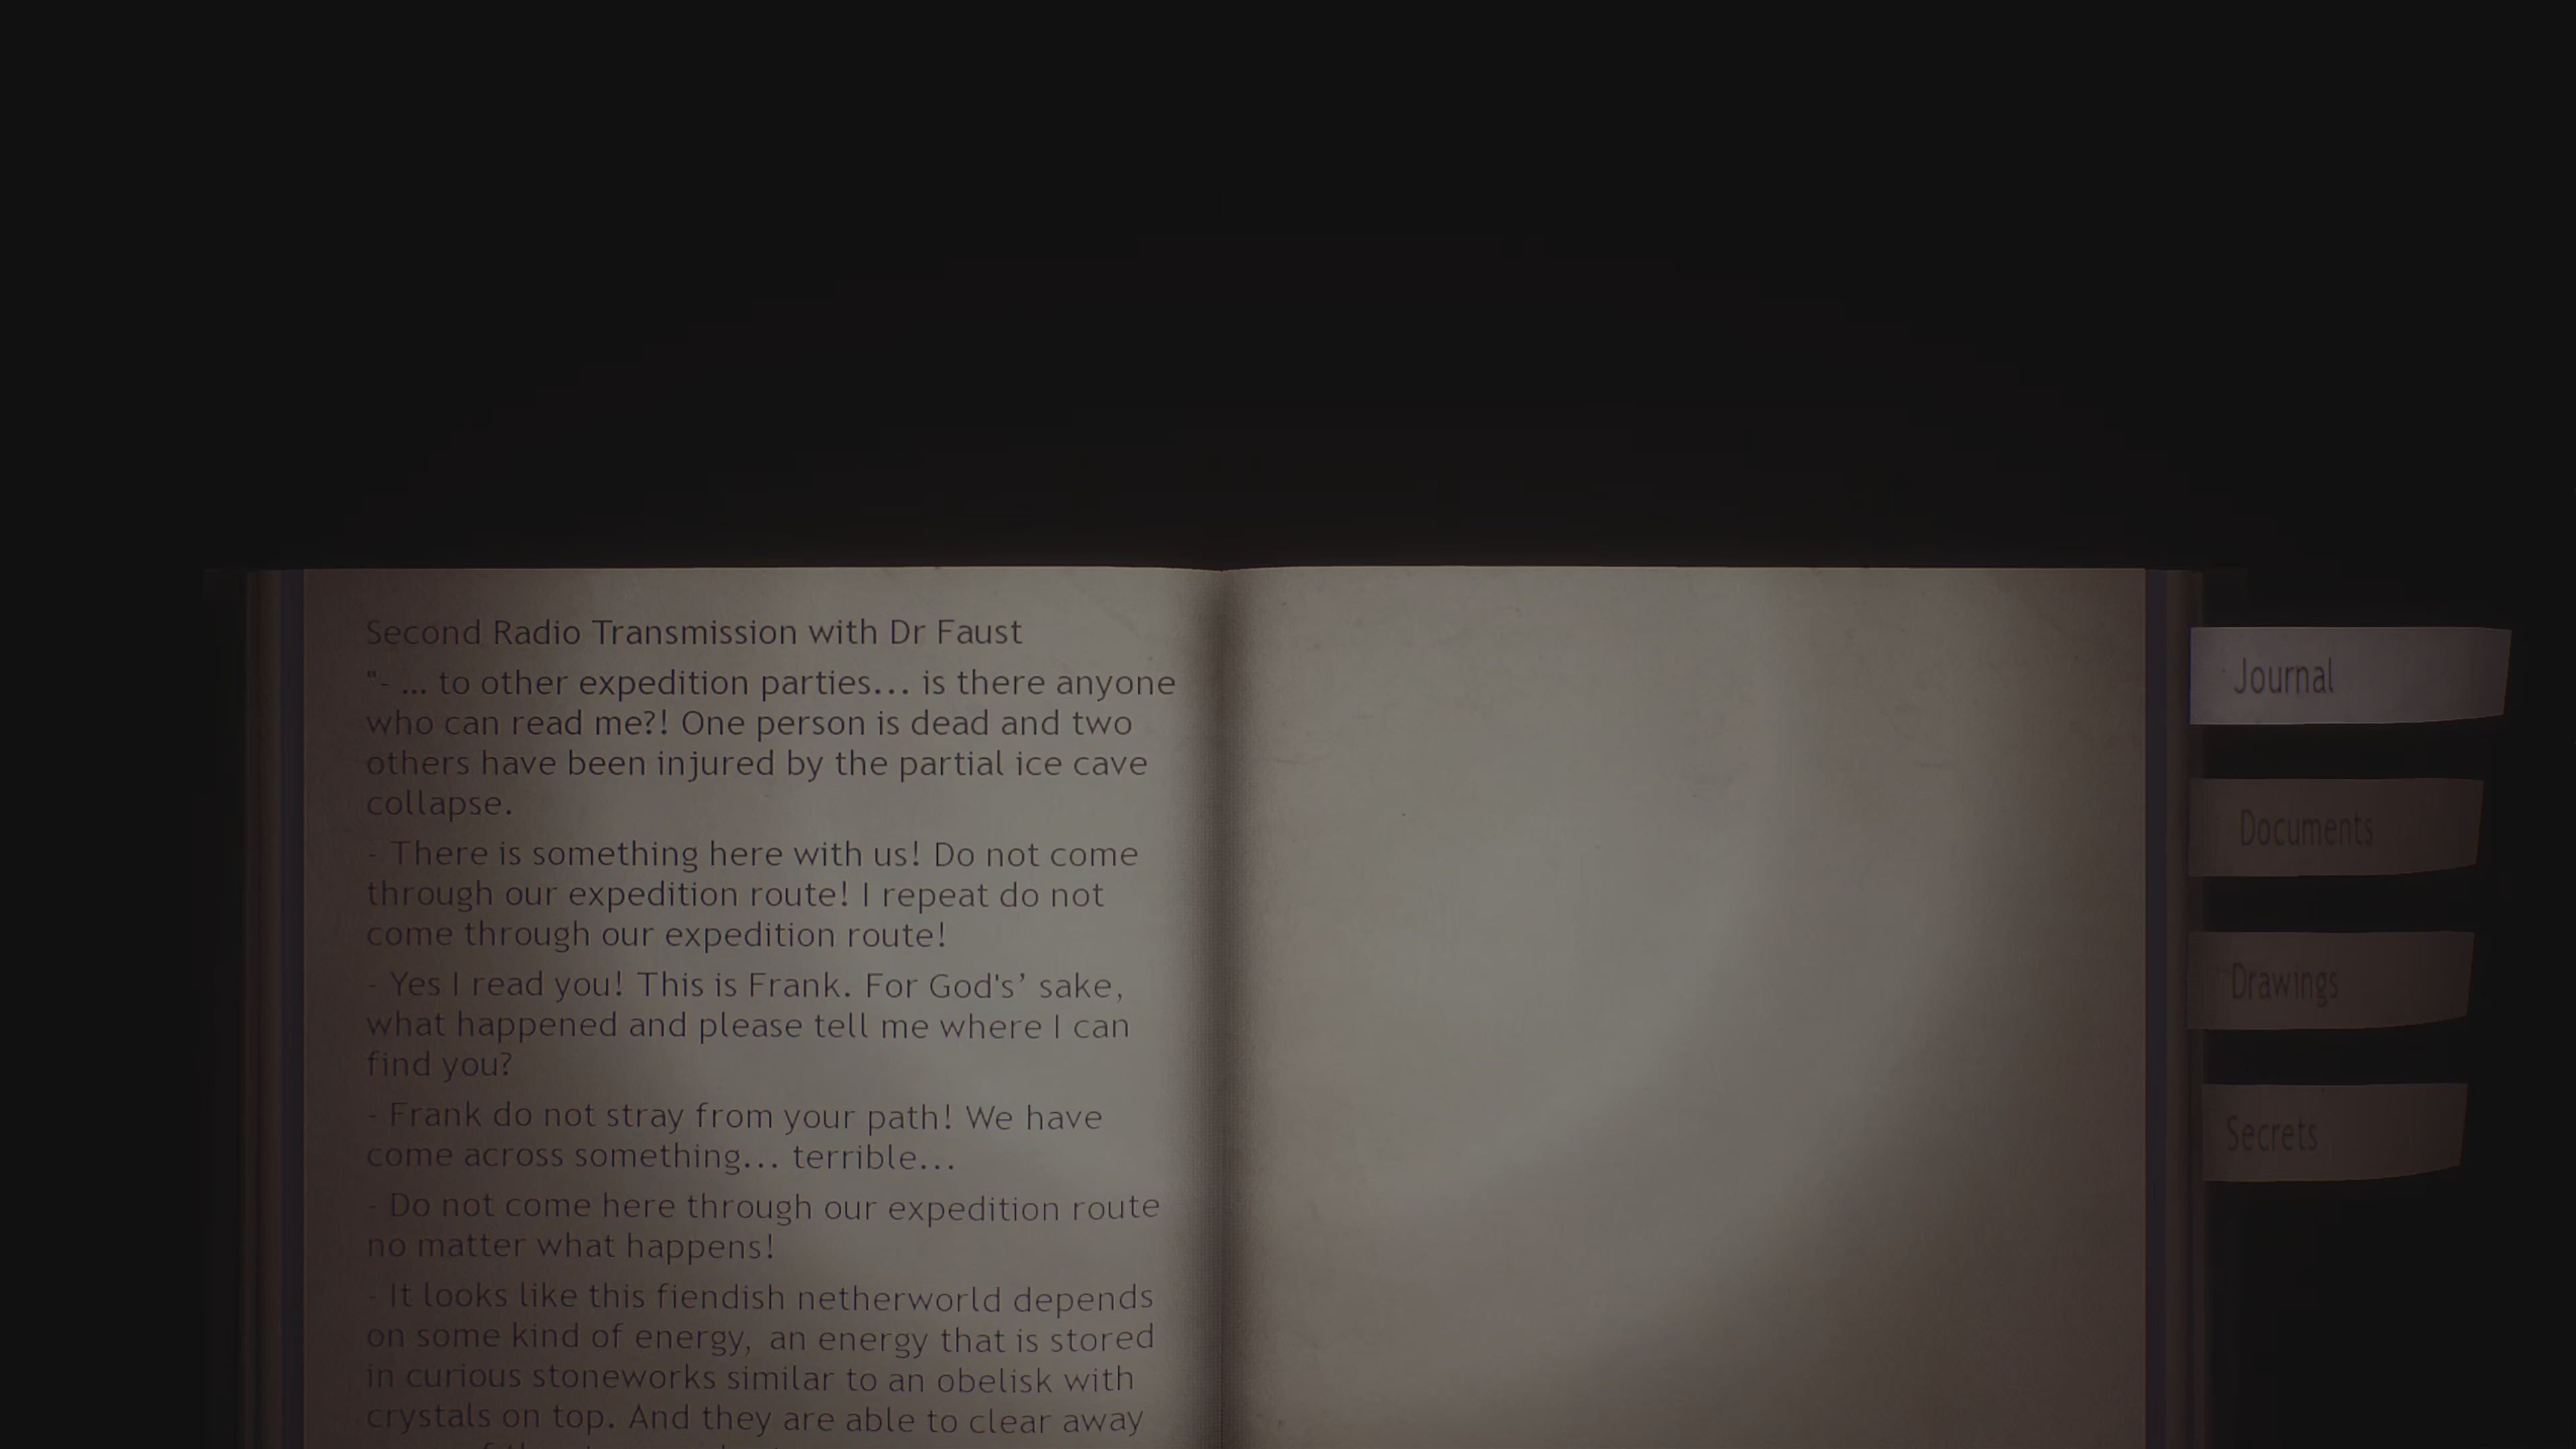 Second Radio Transmission with Dr Faust
"- ... to other expedition parties... is there anyone
who can read me?! One person is dead and two
others have been injured by the partial ice cave
collapse.
- There is something here with us! Do not come
through our expedition route! I repeat do not
come through our expedition route!
- Yes I read you! This is Frank. For God's’ sake,
what happened and please tell me where I can
find you?
- Frank do not stray from your path! We have
come across something... terrible...
- Do not come here through our expedition route
no matter what happens!
- It looks like this fiendish netherworld depends
on some kind of energy, an energy that is stored
in curious stoneworks similar to an obelisk with
crystals on top. And they are able to clear away
Journal
Documents
Drawings
Secrets